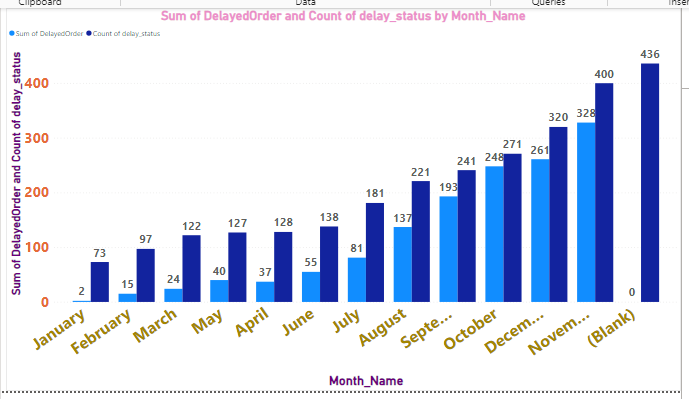 Clipboard Data Queries Inser
Sum of DelayedOrder and Count of delay_status by Month_Name
Sum of DelayedOrder Count of delay_status
Sum of DelayedOrder and Count of delay_status
400
300
200
100
0
2 73 15 97 24 122 40 127 37 128 55 138 81 181 137 221 193 241 248 271 261 320 328 400 0 436
January February March May April June July August Septe... October Decem... Novem... (Blank)
Month_Name